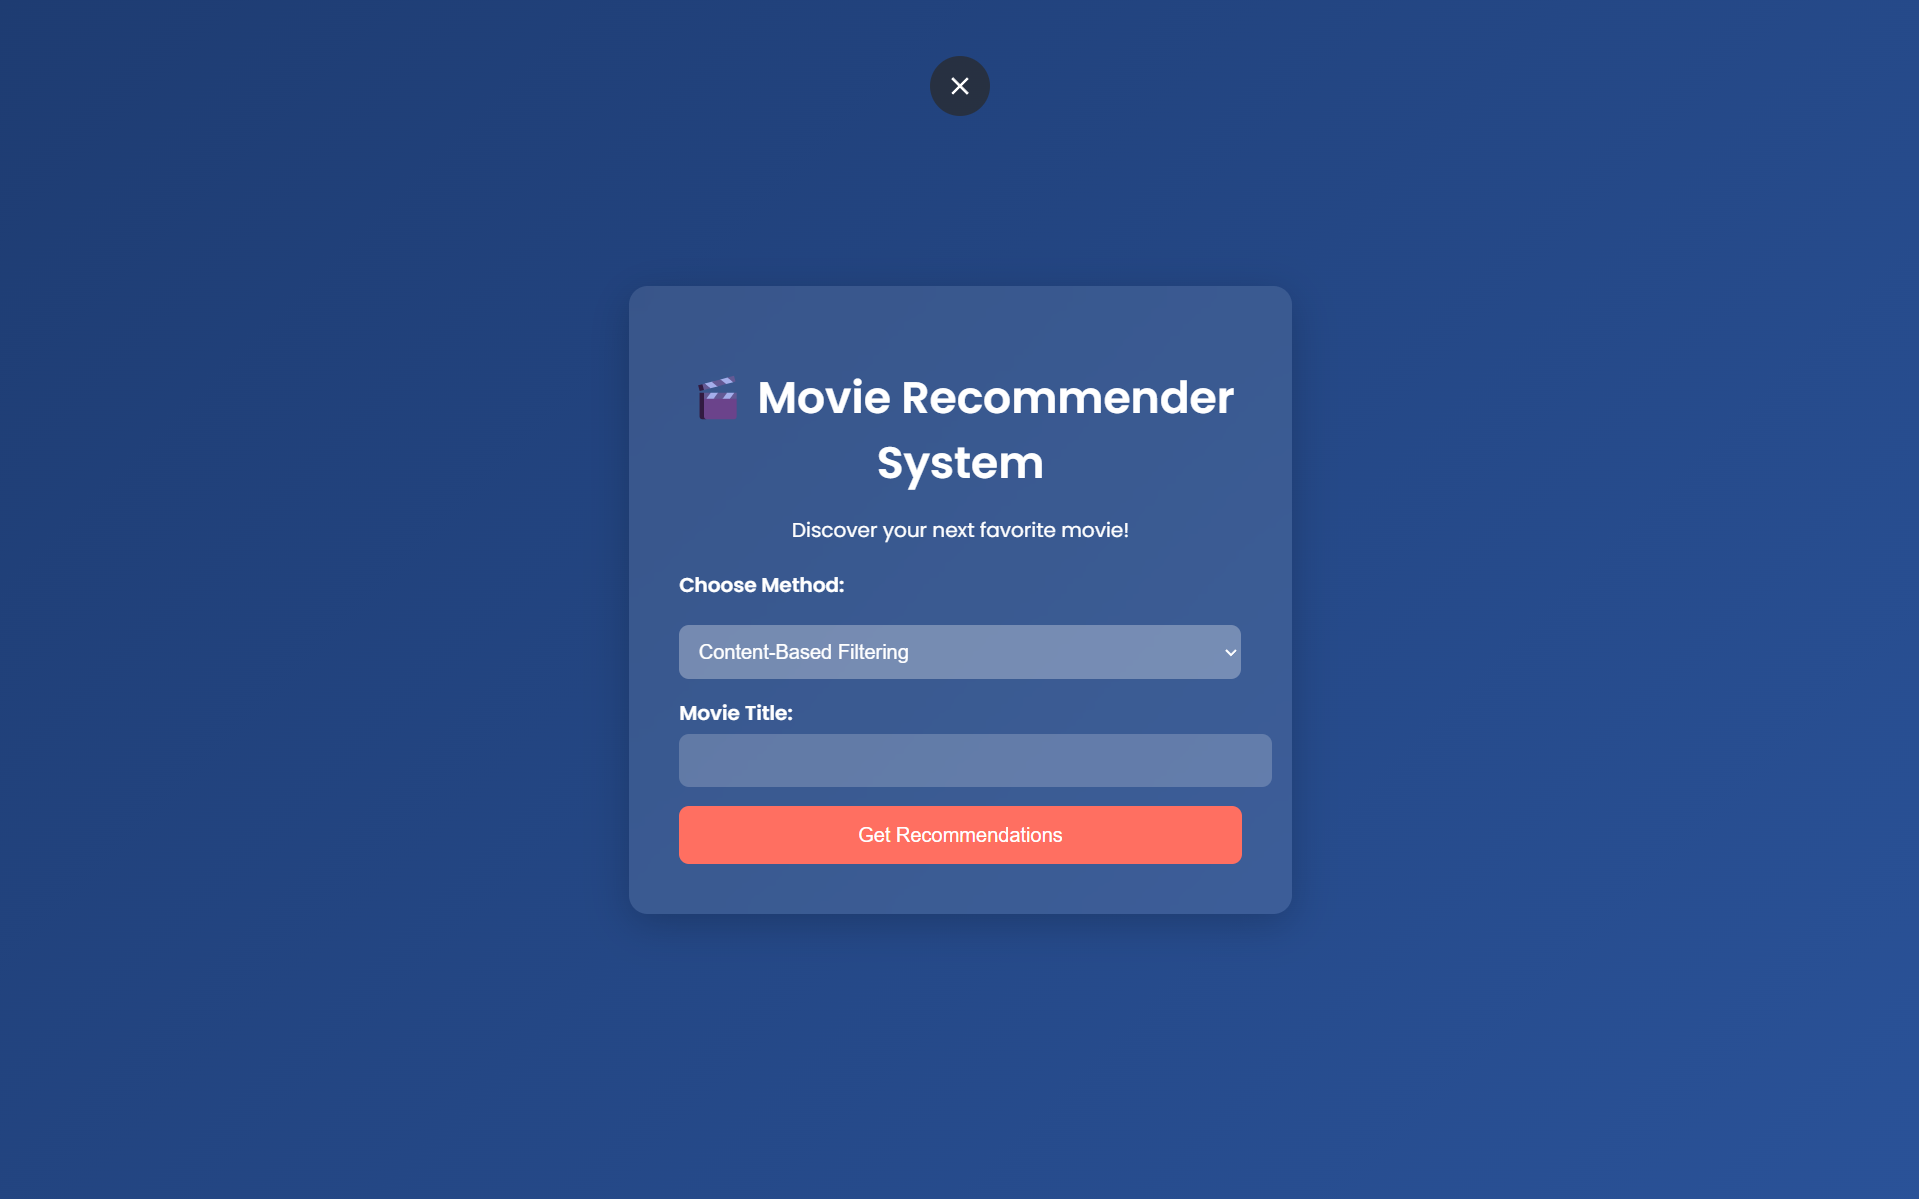 Movie Recommender
System
Discover your next favorite movie!
Choose Method:
Content-Based Filtering
Movie Title:
Get Recommendations